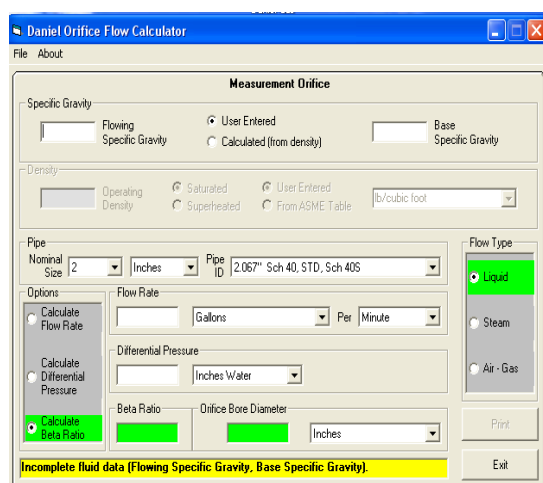 Daniel Orifice Flow Calculator
File About
Measurement Orifice
Specific Gravity
Flowing
Specific Gravity
User Entered
Calculated (from density)
Base
Specific Gravity
Density
Operating
Density
Saturated
Superheated
User Entered
From ASME Table
lb/cubic foot
Pipe
Nominal
Size
2
Inches
Pipe
ID
2.067" Sch 40, STD, Sch 40S
Flow Type
Liquid
Steam
Air - Gas
Options
Calculate
Flow Rate
Calculate
Differential
Pressure
Calculate
Beta Ratio
Flow Rate
Gallons
Per
Minute
Differential Pressure
Inches Water
Beta Ratio
Orifice Bore Diameter
Inches
Print
Exit
Incomplete fluid data (Flowing Specific Gravity, Base Specific Gravity).